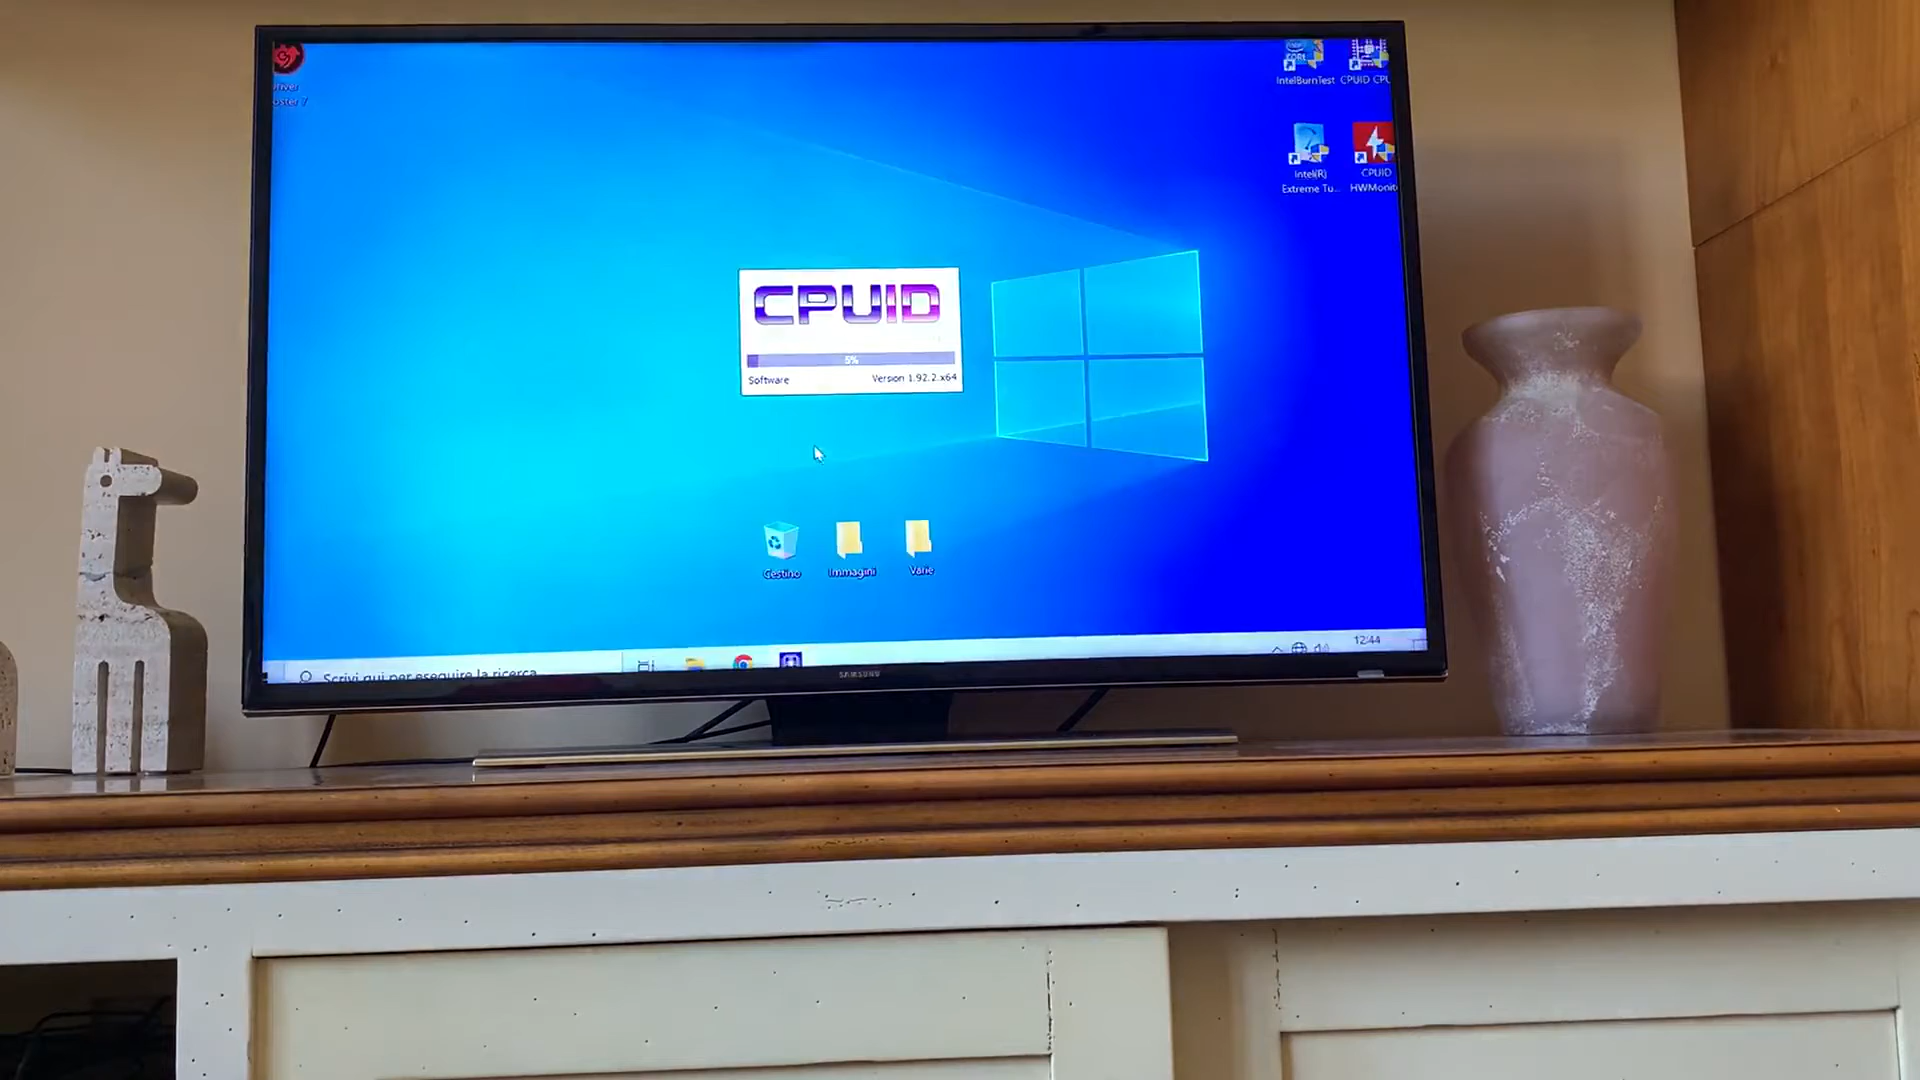 IntelBurnTest
CPUID CPU
Intel(R)
Extreme Tu...
CPUID
HWMonit
CPUID
5%
Software
Version 1.92.2.x64
Cestino
Immagini
Varie
Scrivi qui per eseguire la ricerca
12:44
SAMSUNG